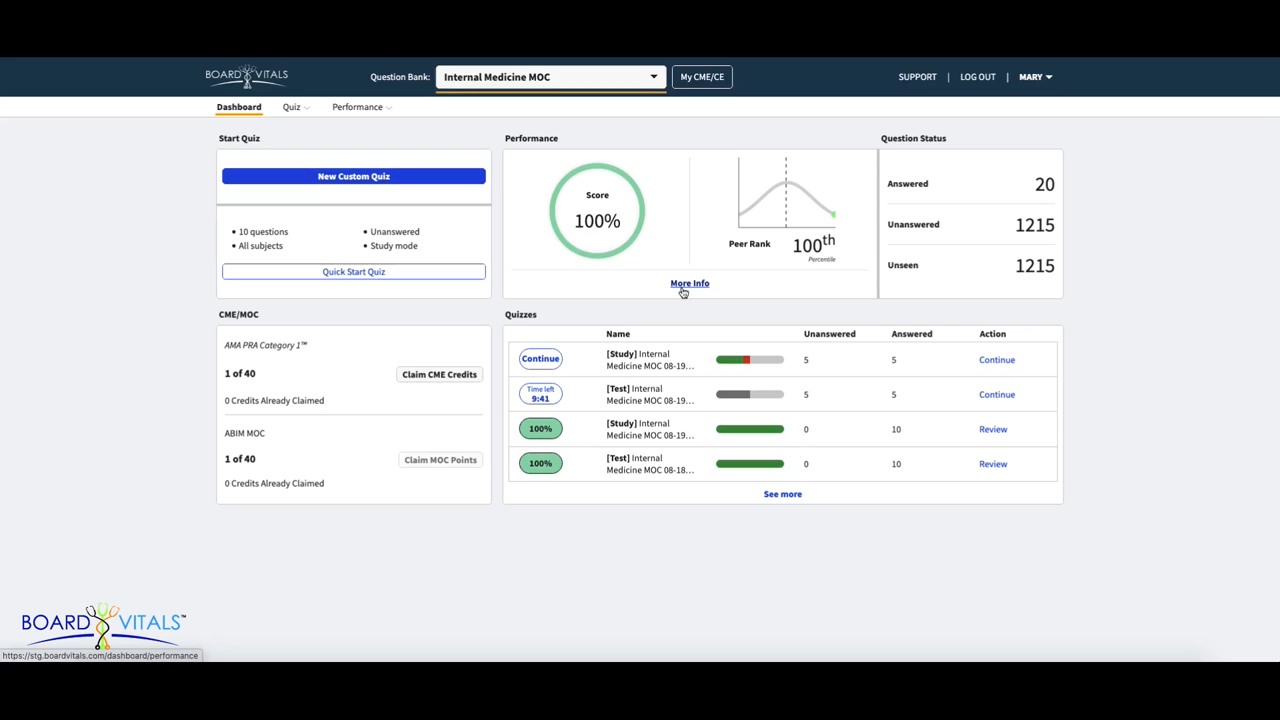 BOARD VITALS
Question Bank:
Internal Medicine MOC
My CME/CE
SUPPORT | LOG OUT | MARY
Dashboard
Quiz
Performance
Start Quiz
New Custom Quiz
• 10 questions
• All subjects
• Unanswered
• Study mode
Quick Start Quiz
Performance
Score
100%
Peer Rank
100th
Percentile
More Info
Question Status
Answered 20
Unanswered 1215
Unseen 1215
CME/MOC
AMA PRA Category 1™
1 of 40
Claim CME Credits
0 Credits Already Claimed
ABIM MOC
1 of 40
Claim MOC Points
0 Credits Already Claimed
Quizzes
Name Unanswered Answered Action
Continue
[Study] Internal
Medicine MOC 08-19...
5 5 Continue
Time left
9:41
[Test] Internal
Medicine MOC 08-19...
5 5 Continue
100%
[Study] Internal
Medicine MOC 08-19...
0 10 Review
100%
[Test] Internal
Medicine MOC 08-18...
0 10 Review
See more
BOARD VITALS™
https://stg.boardvitals.com/dashboard/performance